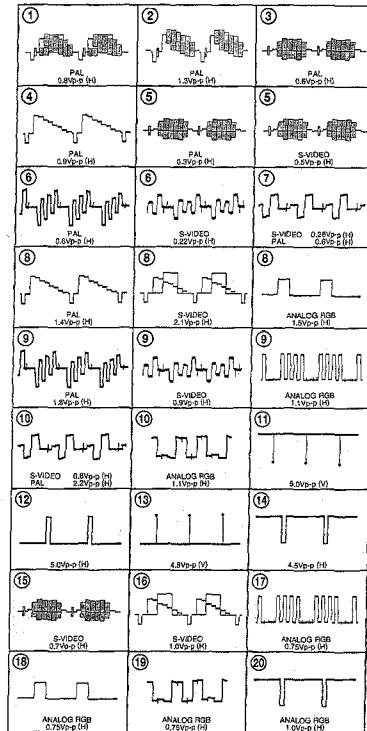 ①
PAL
0.8Vp-p (H)
②
PAL
1.3Vp-p (H)
③
PAL
0.6Vp-p (H)
④
PAL
0.9Vp-p (H)
⑤
PAL
0.3Vp-p (H)
⑤
S-VIDEO
0.5Vp-p (H)
⑥
PAL
0.6Vp-p (H)
⑥
S-VIDEO
0.22Vp-p (H)
⑦
S-VIDEO 0.26Vp-p (H)
PAL 0.6Vp-p (H)
⑧
PAL
1.4Vp-p (H)
⑧
S-VIDEO
2.1Vp-p (H)
⑧
ANALOG RGB
1.5Vp-p (H)
⑨
PAL
1.8Vp-p (H)
⑨
S-VIDEO
0.9Vp-p (H)
⑨
ANALOG RGB
1.1Vp-p (H)
⑩
S-VIDEO 0.8Vp-p (H)
PAL 2.2Vp-p (H)
⑩
ANALOG RGB
1.1Vp-p (H)
⑪
5.0Vp-p (V)
⑫
5.0Vp-p (H)
⑬
4.8Vp-p (V)
⑭
4.5Vp-p (H)
⑮
S-VIDEO
0.7Vp-p (H)
⑯
S-VIDEO
1.0Vp-p (H)
⑰
ANALOG RGB
0.75Vp-p (H)
⑱
ANALOG RGB
0.75Vp-p (H)
⑲
ANALOG RGB
0.75Vp-p (H)
⑳
ANALOG RGB
1.0Vp-p (H)